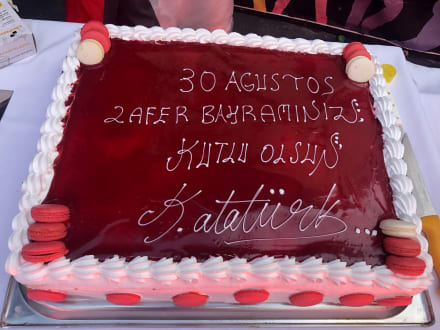 30 AGUSTOS
ZAFER BAYRAMINIZ
KUTLU OLSUN
K.atatürk..